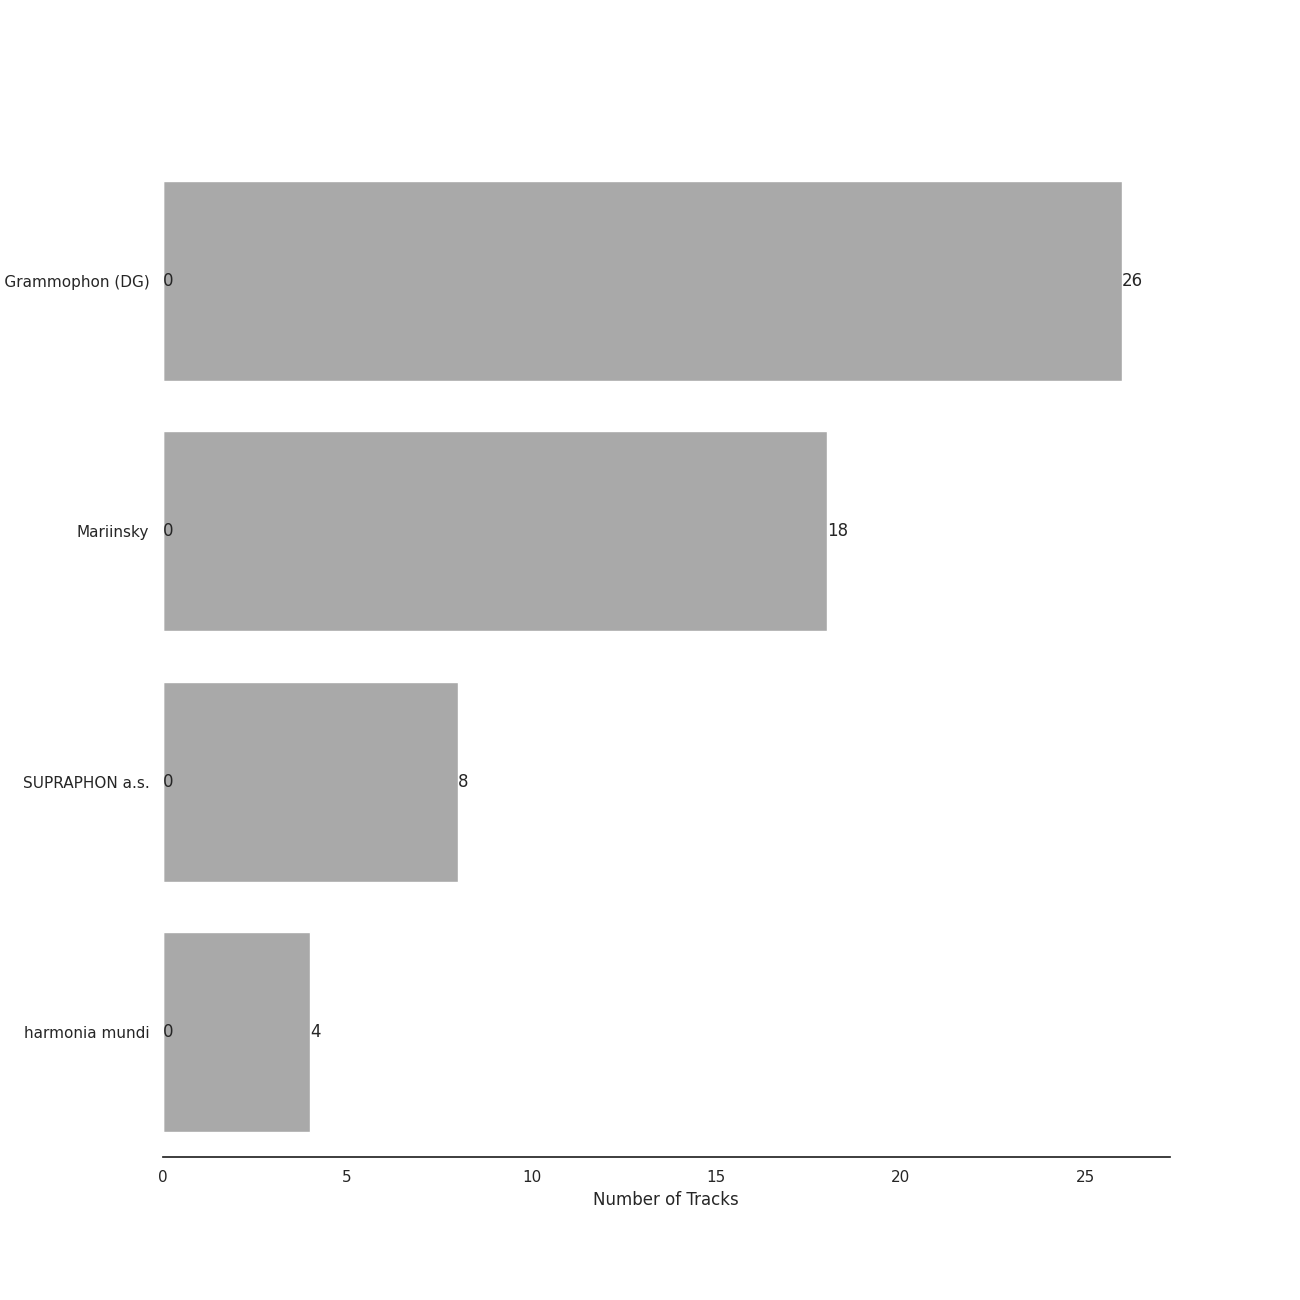 Grammophon (DG) 0 26
Mariinsky 0 18
SUPRAPHON a.s. 0 8
harmonia mundi 0 4
0 5 10 15 20 25
Number of Tracks